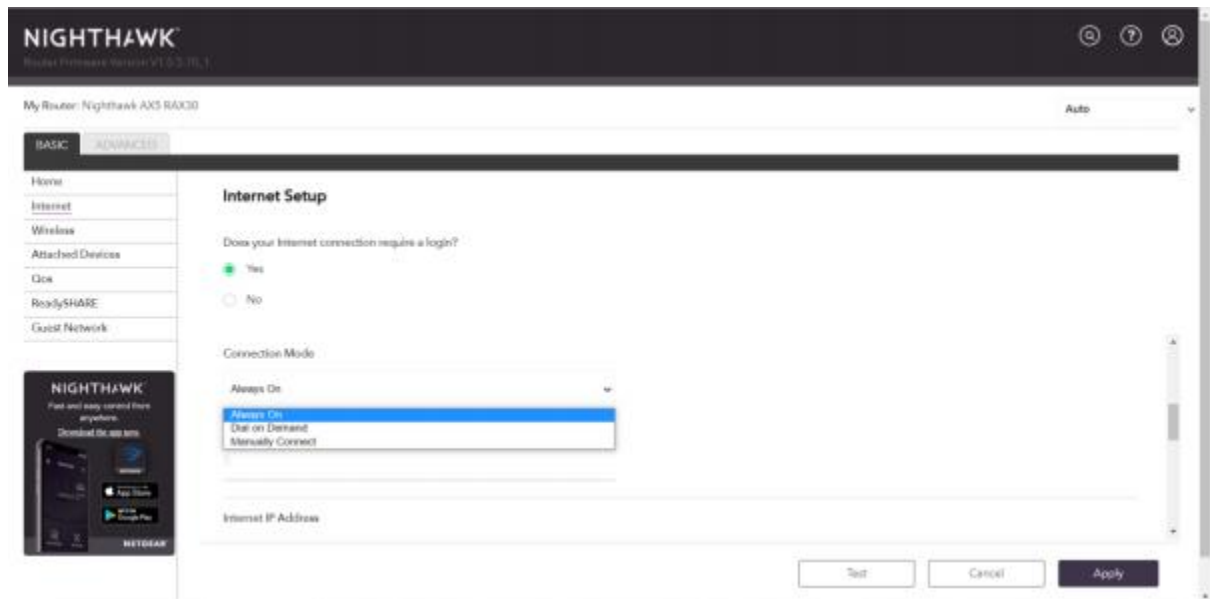 NIGHTHAWK
Router Firmware Version
My Router: Nighthawk AX5 RAX30
Auto
BASIC
ADVANCED
Home
Internet
Wireless
Attached Devices
Qos
ReadySHARE
Guest Network
Internet Setup
Does your Internet connection require a login?
Yes
No
Connection Mode
Always On
Always On
Dial on Demand
Manually Connect
Internet IP Address
NIGHTHAWK
Fast and easy control from
anywhere.
Download the app now
App Store
Google Play
NETGEAR
Test
Cancel
Apply